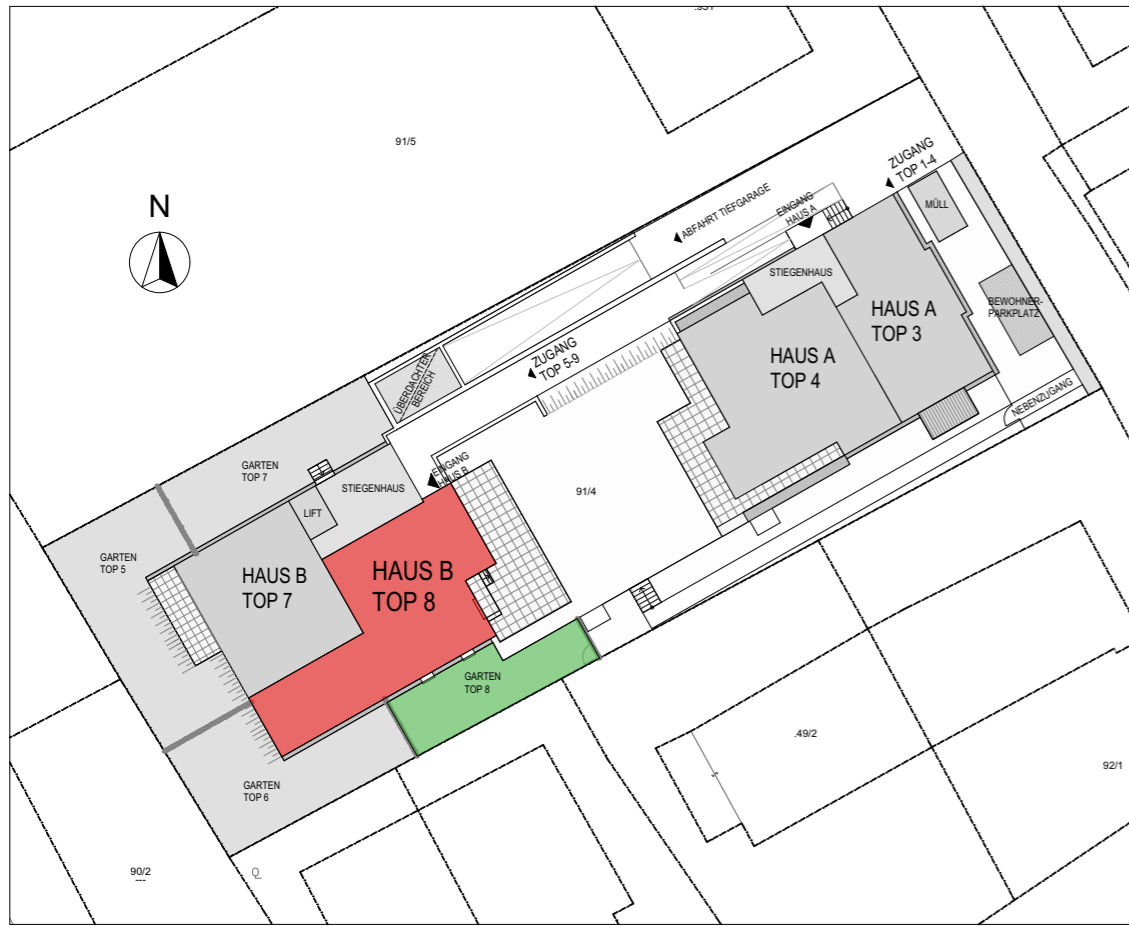 91/5
N
ZUGANG
TOP 1-4
MÜLL
ABFAHRT TIEFGARAGE
EINGANG
HAUS A
STIEGENHAUS
HAUS A
TOP 3
BEWOHNER-
PARKPLATZ
HAUS A
TOP 4
NEBENZUGANG
ZUGANG
TOP 5-9
ÜBERDACHTER
BEREICH
GARTEN
TOP 7
EINGANG
HAUS B
STIEGENHAUS
LIFT
91/4
GARTEN
TOP 5
HAUS B
TOP 7
HAUS B
TOP 8
GARTEN
TOP 8
GARTEN
TOP 6
.49/2
92/1
90/2